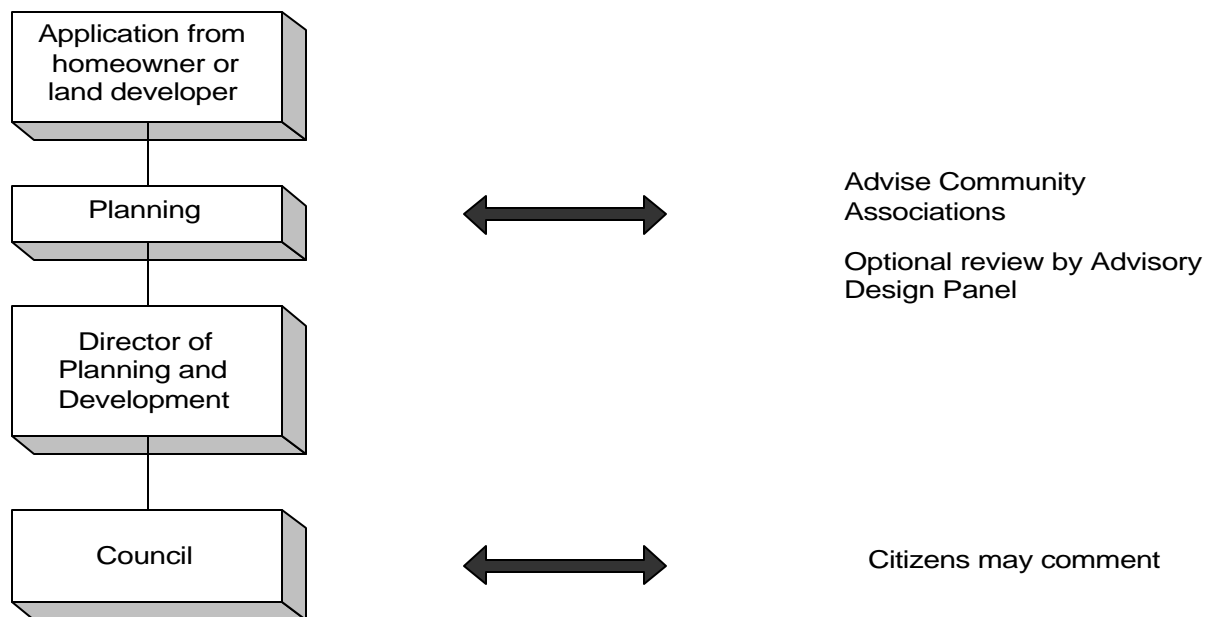 Application from
homeowner or
land developer
Planning
Advise Community
Associations
Optional review by Advisory
Design Panel
Director of
Planning and
Development
Council
Citizens may comment